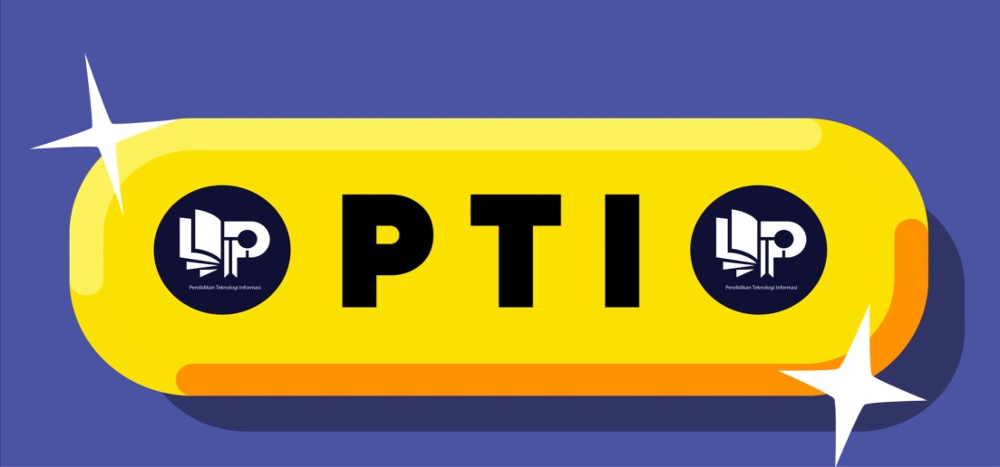 PTI
Pendidikan Teknologi Informasi
Pendidikan Teknologi Informasi